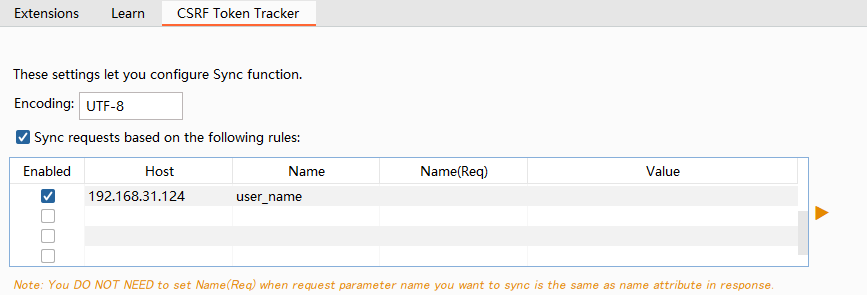 Extensions Learn CSRF Token Tracker
These settings let you configure Sync function.
Encoding: UTF-8
Sync requests based on the following rules:
Enabled Host Name Name(Req) Value
192.168.31.124 user_name
Note: You DO NOT NEED to set Name(Req) when request parameter name you want to sync is the same as name attribute in response.